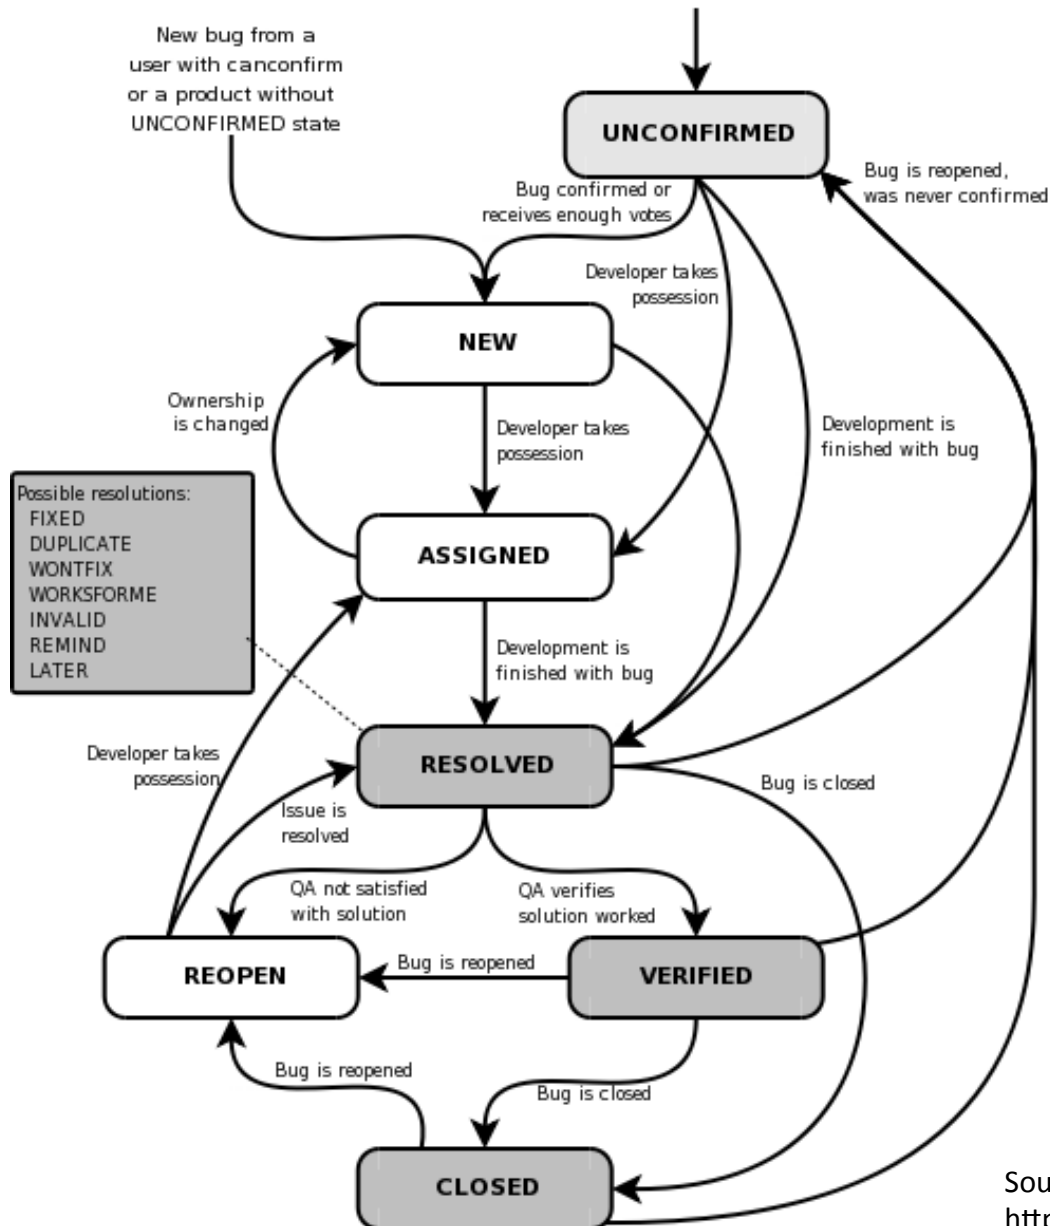 New bug from a
user with canconfirm
or a product without
UNCONFIRMED state
UNCONFIRMED
Bug is reopened,
was never confirmed
Bug confirmed or
receives enough votes
Developer takes
possession
NEW
Ownership
is changed
Developer takes
possession
Development is
finished with bug
Possible resolutions:
FIXED
DUPLICATE
WONTFIX
WORKSFORME
INVALID
REMIND
LATER
ASSIGNED
Development is
finished with bug
Developer takes
possession
RESOLVED
Bug is closed
Issue is
resolved
QA not satisfied
with solution
QA verifies
solution worked
REOPEN
Bug is reopened
VERIFIED
Bug is reopened
Bug is closed
CLOSED
Sou
http